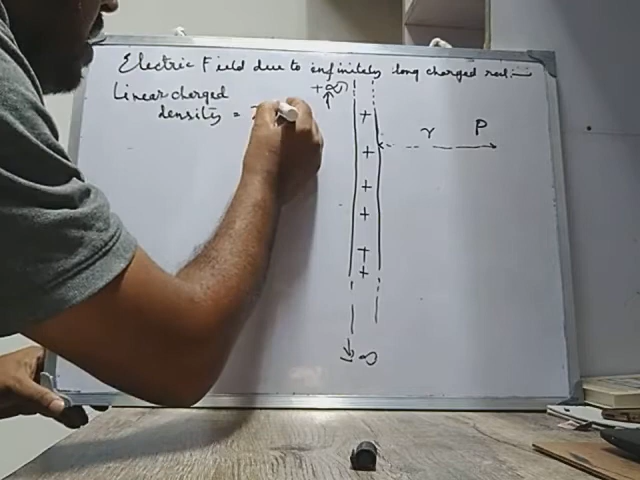 Electric Field due to infinitely long charged rod:—
Linear charged
density =
+∞
+
r P
+
+
+
+
+
∞